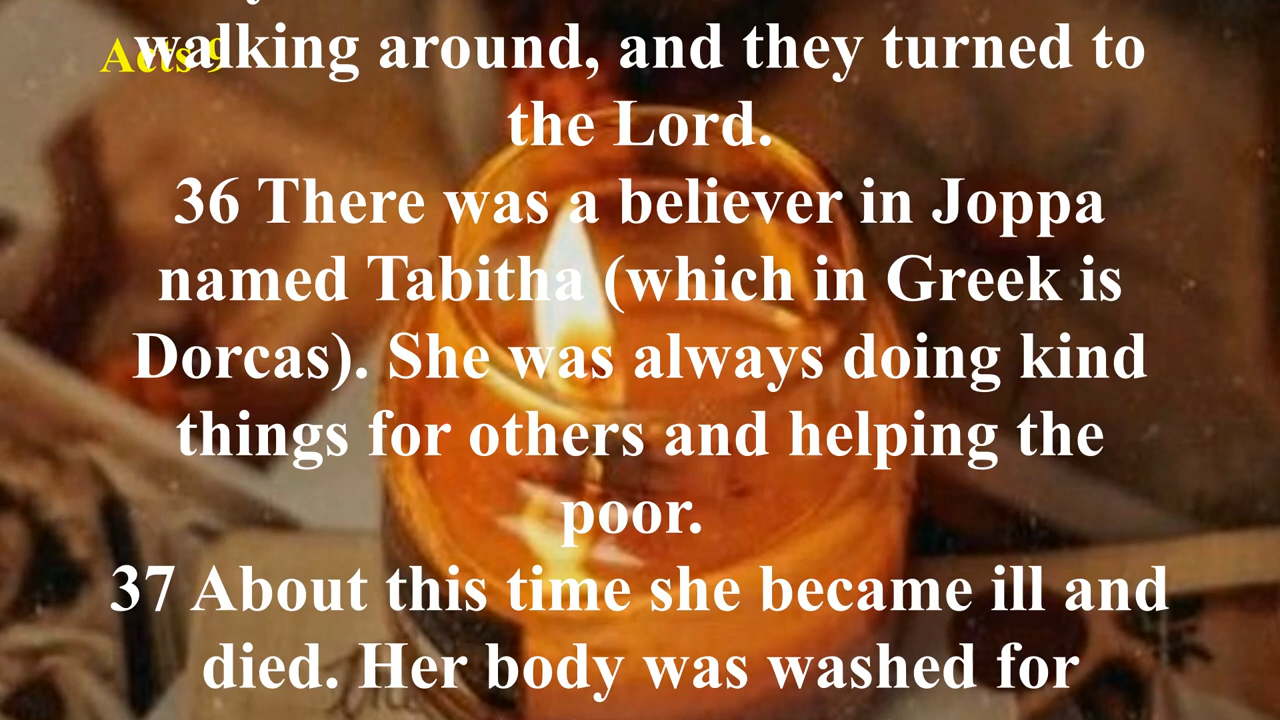 Acts 9
walking around, and they turned to
the Lord.
36 There was a believer in Joppa
named Tabitha (which in Greek is
Dorcas). She was always doing kind
things for others and helping the
poor.
37 About this time she became ill and
died. Her body was washed for